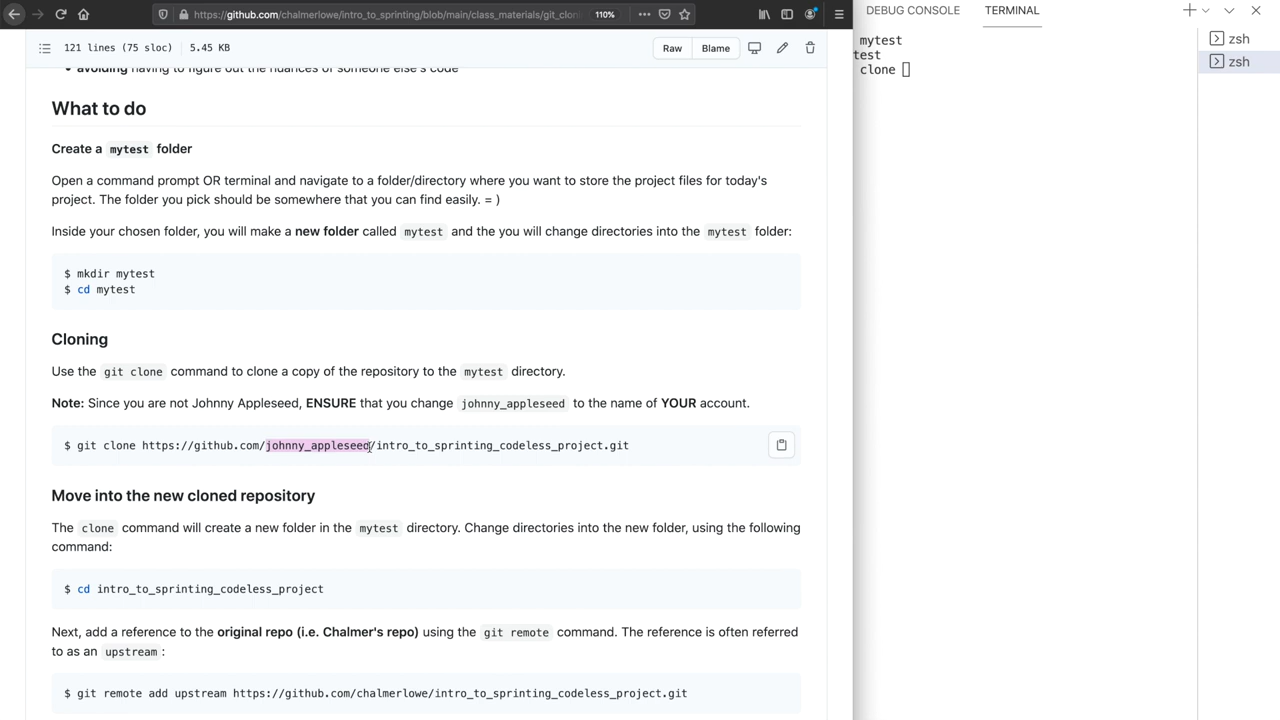 https://github.com/chalmerlowe/intro_to_sprinting/blob/main/class_materials/git_clon
110%
121 lines (75 sloc) 5.45 KB
Raw Blame
avoiding having to figure out the nuances of someone else's code
What to do
Create a mytest folder
Open a command prompt OR terminal and navigate to a folder/directory where you want to store the project files for today's
project. The folder you pick should be somewhere that you can find easily. = )
Inside your chosen folder, you will make a new folder called mytest and the you will change directories into the mytest folder:
$ mkdir mytest
$ cd mytest
Cloning
Use the git clone command to clone a copy of the repository to the mytest directory.
Note: Since you are not Johnny Appleseed, ENSURE that you change johnny_appleseed to the name of YOUR account.
$ git clone https://github.com/johnny_appleseed/intro_to_sprinting_codeless_project.git
Move into the new cloned repository
The clone command will create a new folder in the mytest directory. Change directories into the new folder, using the following
command:
$ cd intro_to_sprinting_codeless_project
Next, add a reference to the original repo (i.e. Chalmer's repo) using the git remote command. The reference is often referred
to as an upstream :
$ git remote add upstream https://github.com/chalmerlowe/intro_to_sprinting_codeless_project.git
DEBUG CONSOLE TERMINAL
mytest
test
clone
zsh
zsh